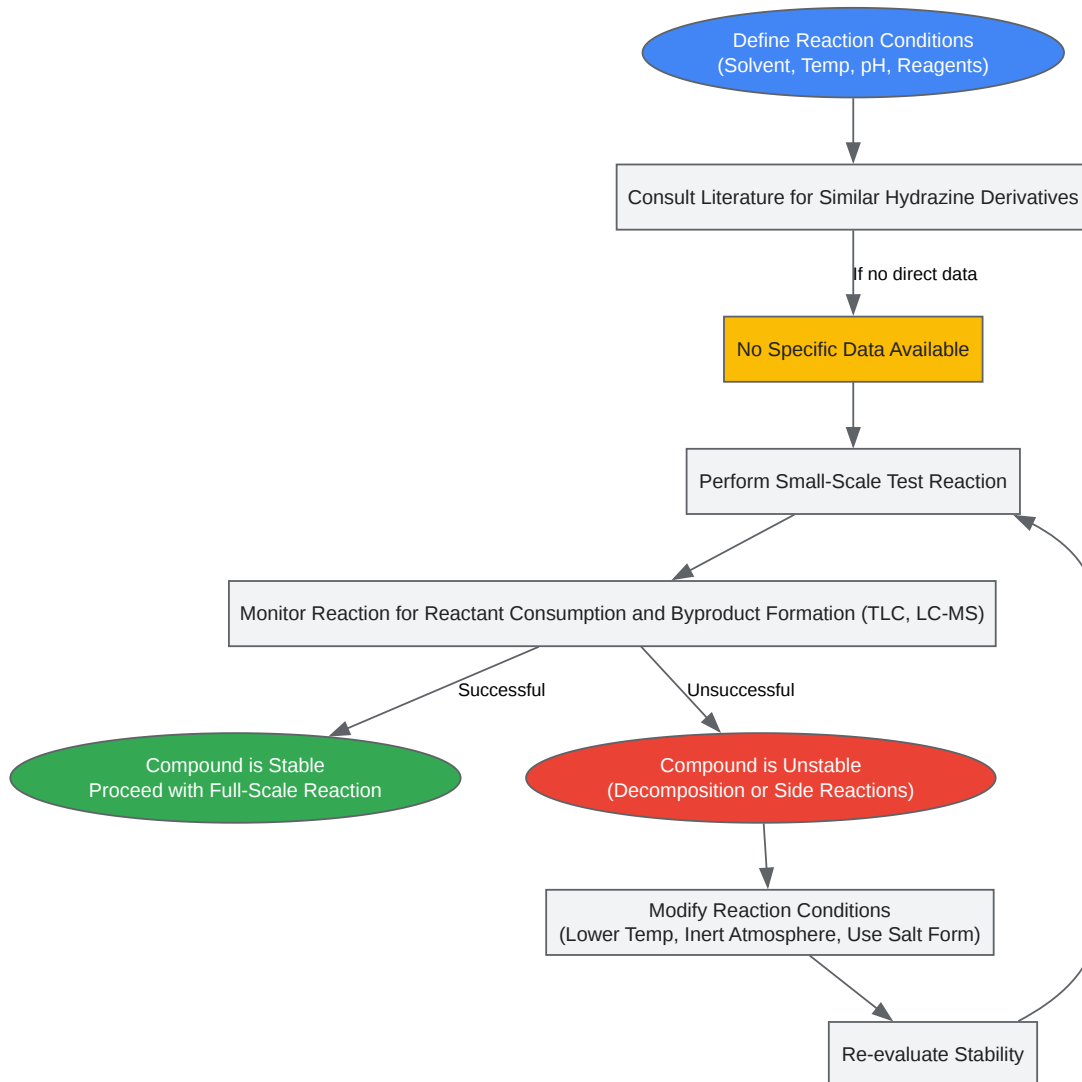 Define Reaction Conditions
(Solvent, Temp, pH, Reagents)
Consult Literature for Similar Hydrazine Derivatives
If no direct data
No Specific Data Available
Perform Small-Scale Test Reaction
Monitor Reaction for Reactant Consumption and Byproduct Formation (TLC, LC-MS)
Successful
Unsuccessful
Compound is Stable
Proceed with Full-Scale Reaction
Compound is Unstable
(Decomposition or Side Reactions)
Modify Reaction Conditions
(Lower Temp, Inert Atmosphere, Use Salt Form)
Re-evaluate Stability